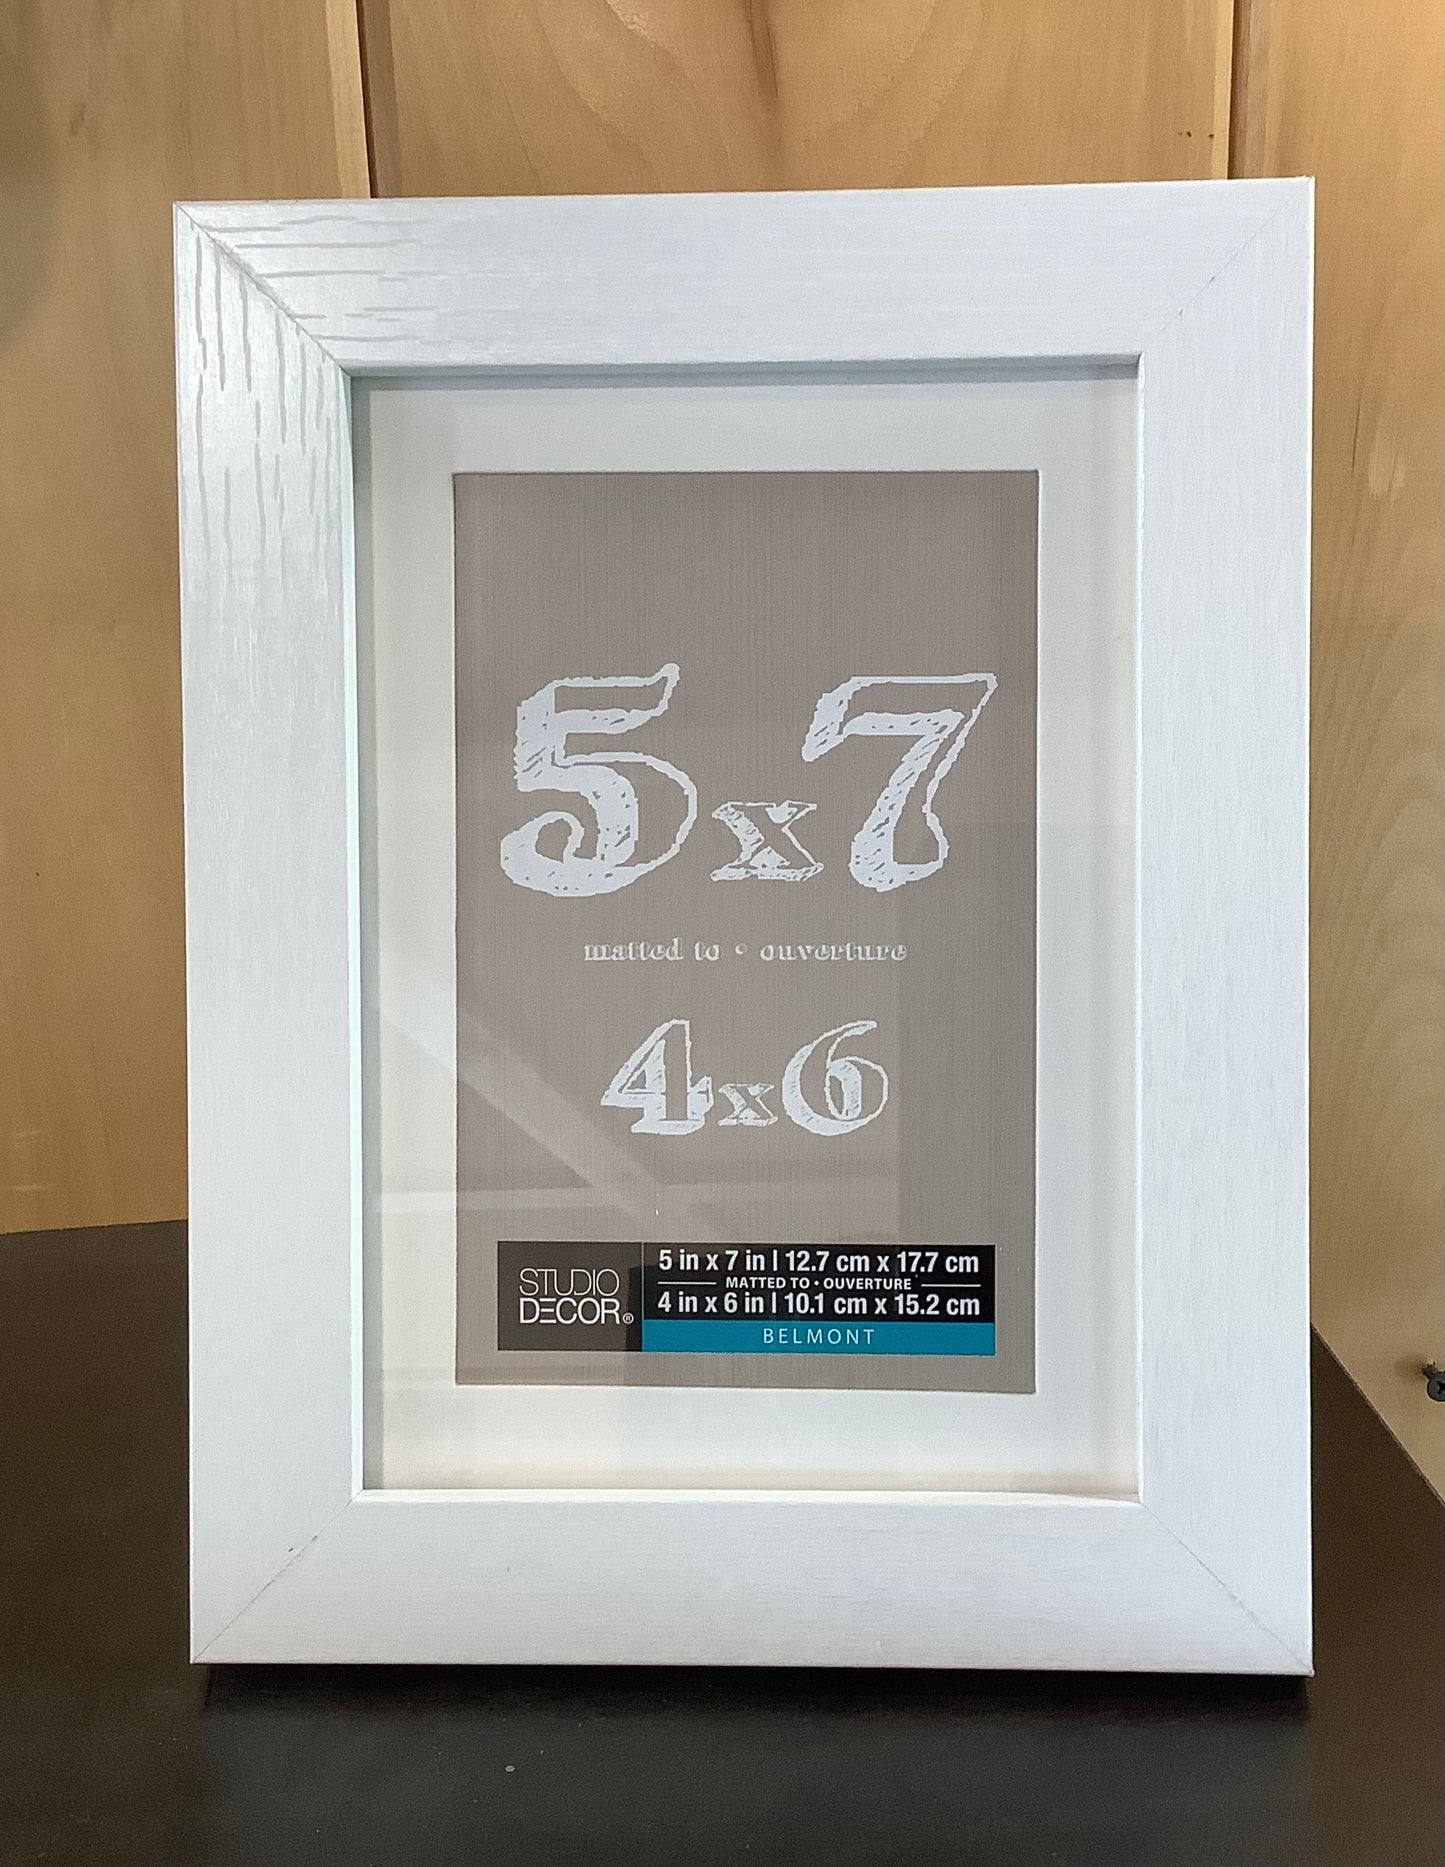 5x7
matted to • ouverture
4x6
STUDIO
DECOR®
5 in x 7 in | 12.7 cm x 17.7 cm
MATTED TO • OUVERTURE
4 in x 6 in | 10.1 cm x 15.2 cm
BELMONT